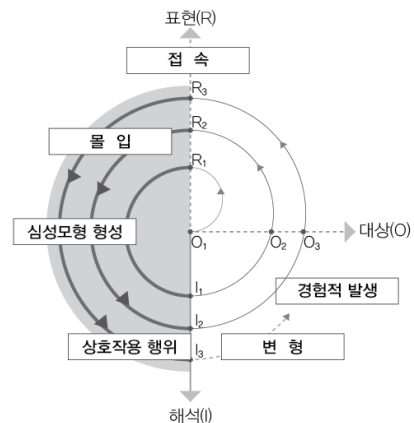 표현(R)
접 속
R₃
R₂
몰 입
R₁
심성모형 형성
O₁
O₂
O₃
대상(O)
I₁
경험적 발생
I₂
상호작용 행위
I₃
변 형
해석(I)